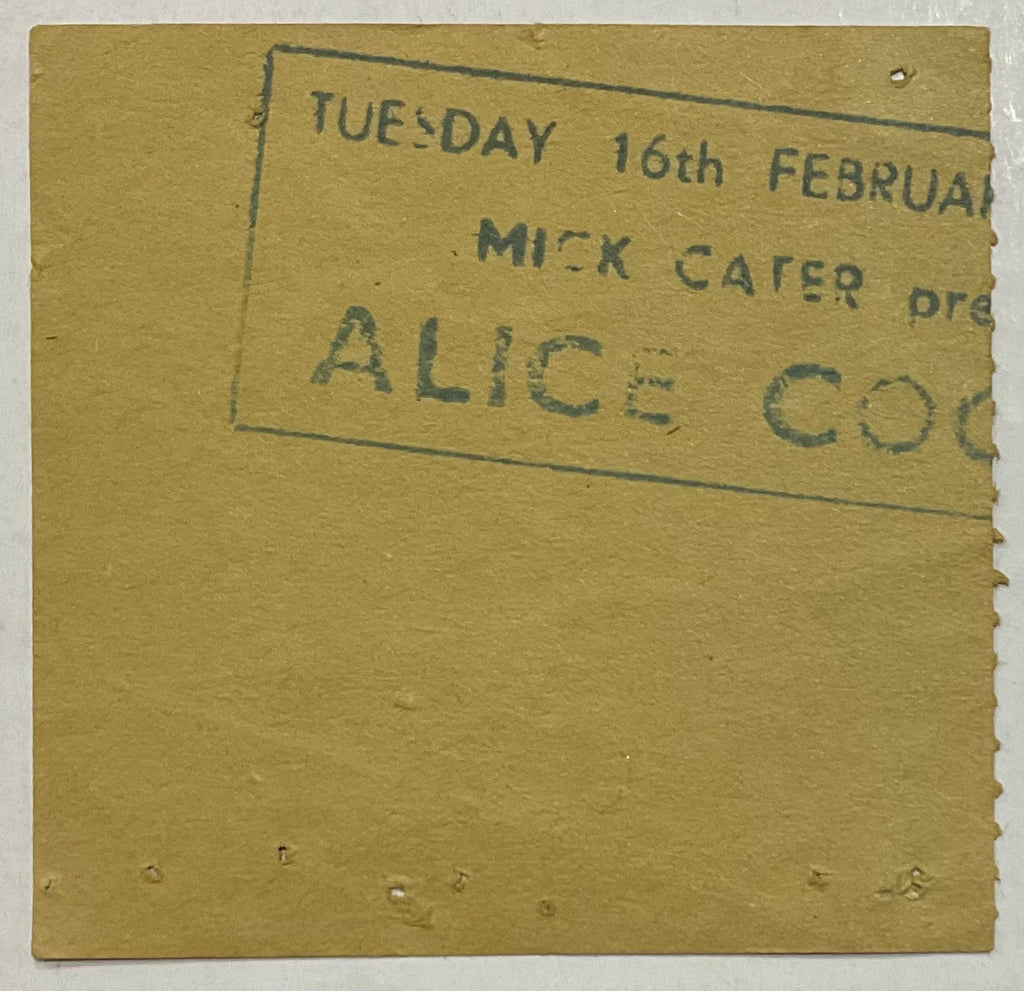 TUESDAY 16th FEBRUAR
MICK CATER pre
ALICE COO